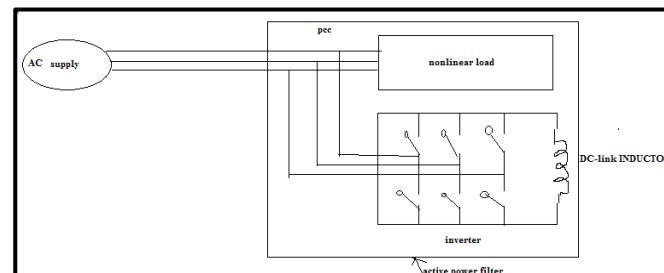 pcc
AC supply
nonlinear load
DC-link INDUCTO
inverter
active power filter